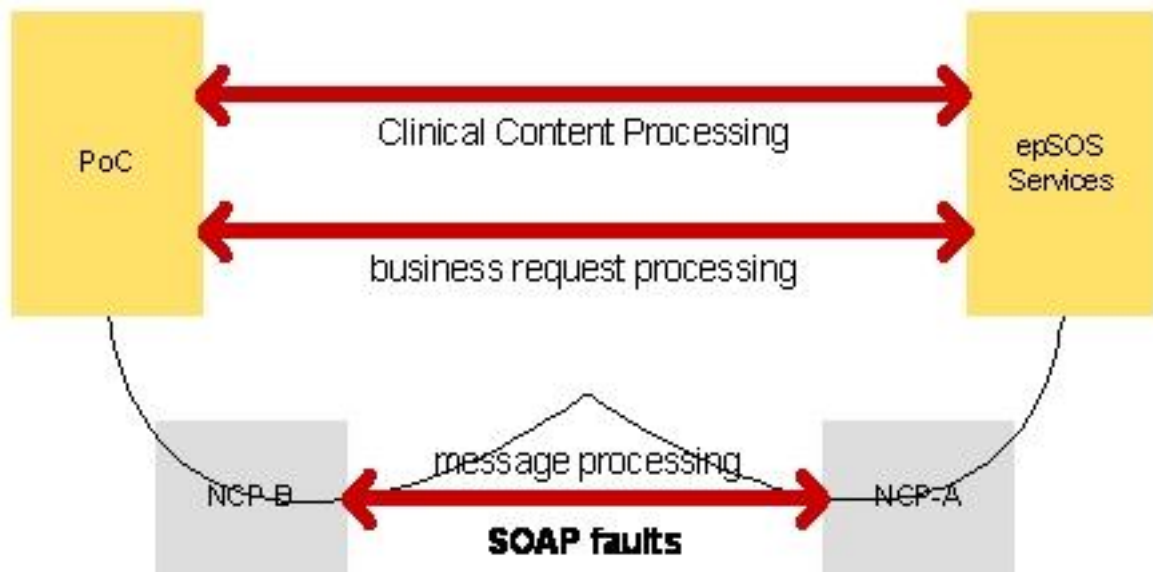 Clinical Content Processing
PoC
epSOS
Services
business request processing
message processing
NCP-B
NCP-A
SOAP faults